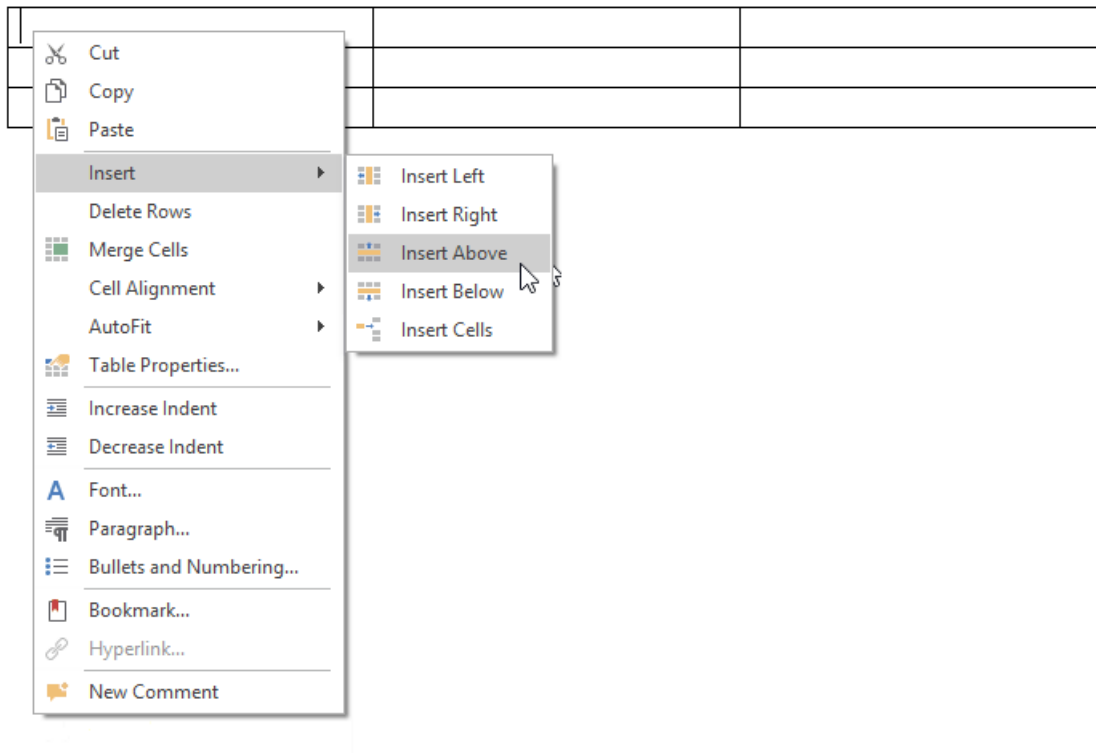 Cut
Copy
Paste
Insert
Delete Rows
Merge Cells
Cell Alignment
AutoFit
Table Properties...
Increase Indent
Decrease Indent
Font...
Paragraph...
Bullets and Numbering...
Bookmark...
Hyperlink...
New Comment
Insert Left
Insert Right
Insert Above
Insert Below
Insert Cells